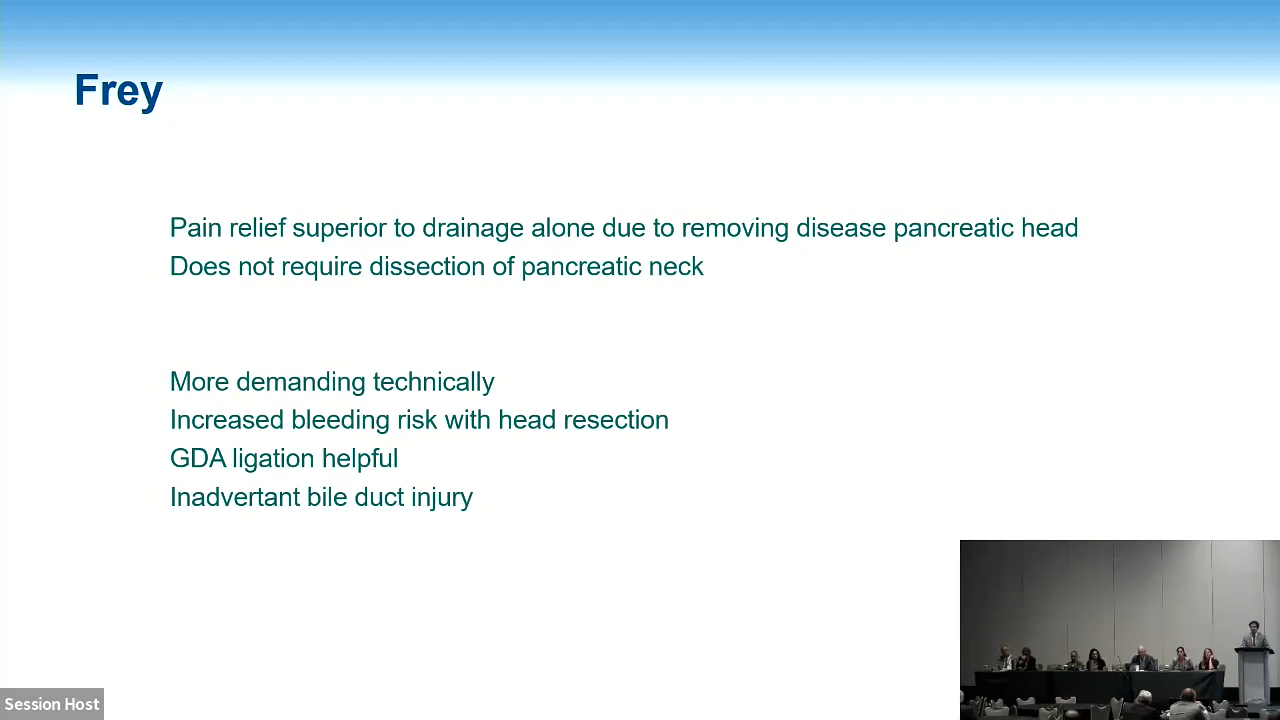 Frey
Pain relief superior to drainage alone due to removing disease pancreatic head
Does not require dissection of pancreatic neck
More demanding technically
Increased bleeding risk with head resection
GDA ligation helpful
Inadvertant bile duct injury
Session Host